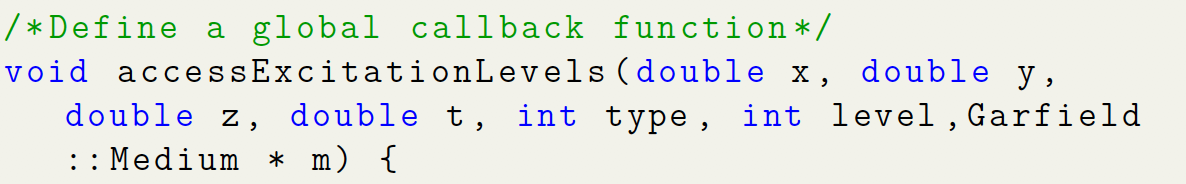 /*Define a global callback function*/
void accessExcitationLevels(double x, double y,
double z, double t, int type, int level,Garfield
::Medium * m) {